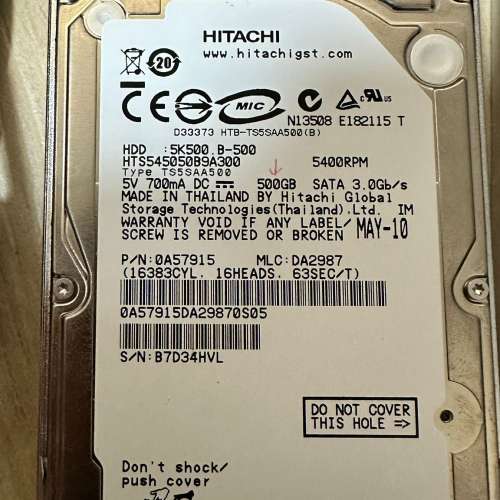 HITACHI
www.hitachigst.com
20
CE MIC c RU us
N13508 E182115 T
D33373 HTB-TS5SAA500(B)
HDD :5K500.B-500
HTS545050B9A300 5400RPM
Type TS5SAA500
5V 700mA DC 500GB SATA 3.0Gb/s
MADE IN THAILAND BY Hitachi Global
Storage Technologies(Thailand).Ltd. IM
WARRANTY VOID IF ANY LABEL/
SCREW IS REMOVED OR BROKEN MAY-10
P/N:0A57915 MLC:DA2987
(16383CYL. 16HEADS. 63SEC/T)
0A57915DA29870S05
S/N:B7D34HVL
DO NOT COVER
THIS HOLE =>
Don't shock/
push cover